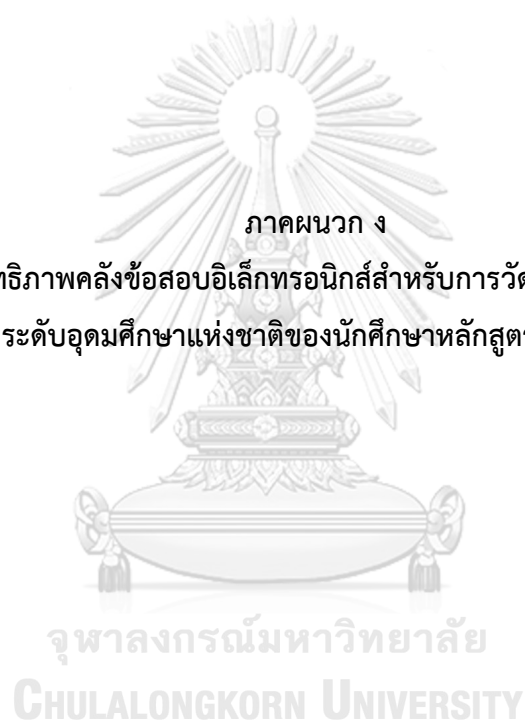 ภาคผนวก ง
ทธิภาพคลังข้อสอบอิเล็กทรอนิกส์สำหรับการวัด
ระดับอุดมศึกษาแห่งชาติของนักศึกษาหลักสูตร
จุฬาลงกรณ์มหาวิทยาลัย
CHULALONGKORN UNIVERSITY